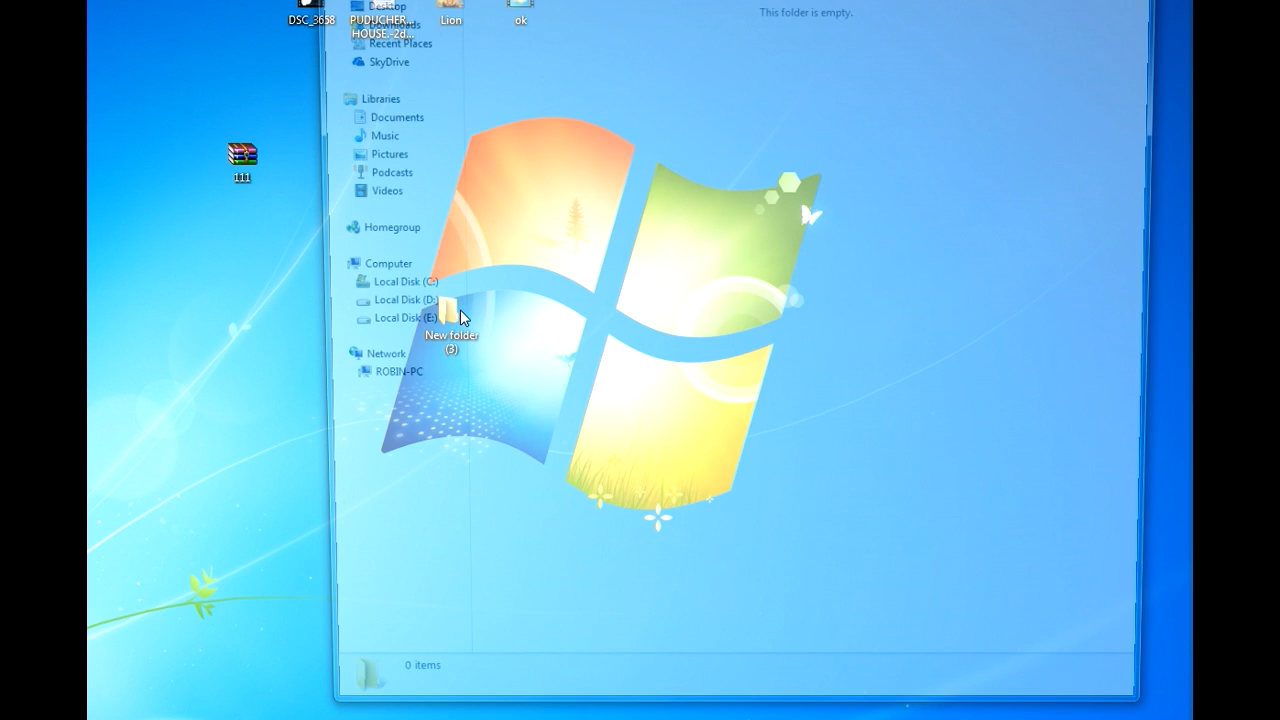 Desktop
This folder is empty.
DSC_3658
PUDUCHER...
HOUSE.-2d...
Lion
ok
Downloads
Recent Places
SkyDrive
Libraries
Documents
Music
Pictures
Podcasts
Videos
111
Homegroup
Computer
Local Disk (C:)
Local Disk (D:)
Local Disk (E:)
New folder
(3)
Network
ROBIN-PC
0 items